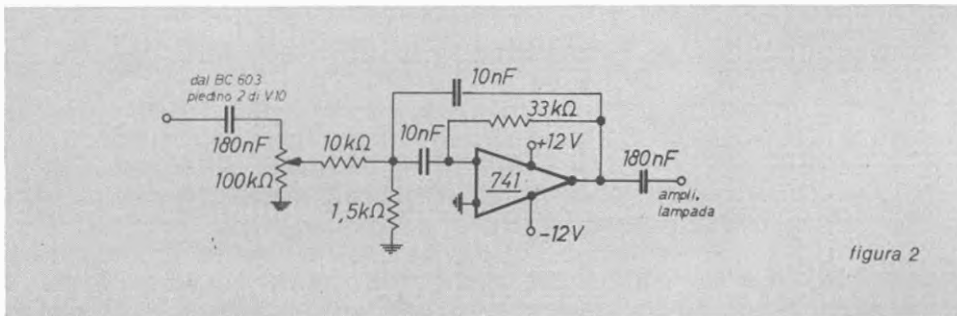 dal BC 603
piedino 2 di V10
180nF
100kΩ
10kΩ
1,5kΩ
10nF
10nF
33kΩ
+12V
741
-12V
180nF
ampli.
lampada
figura 2